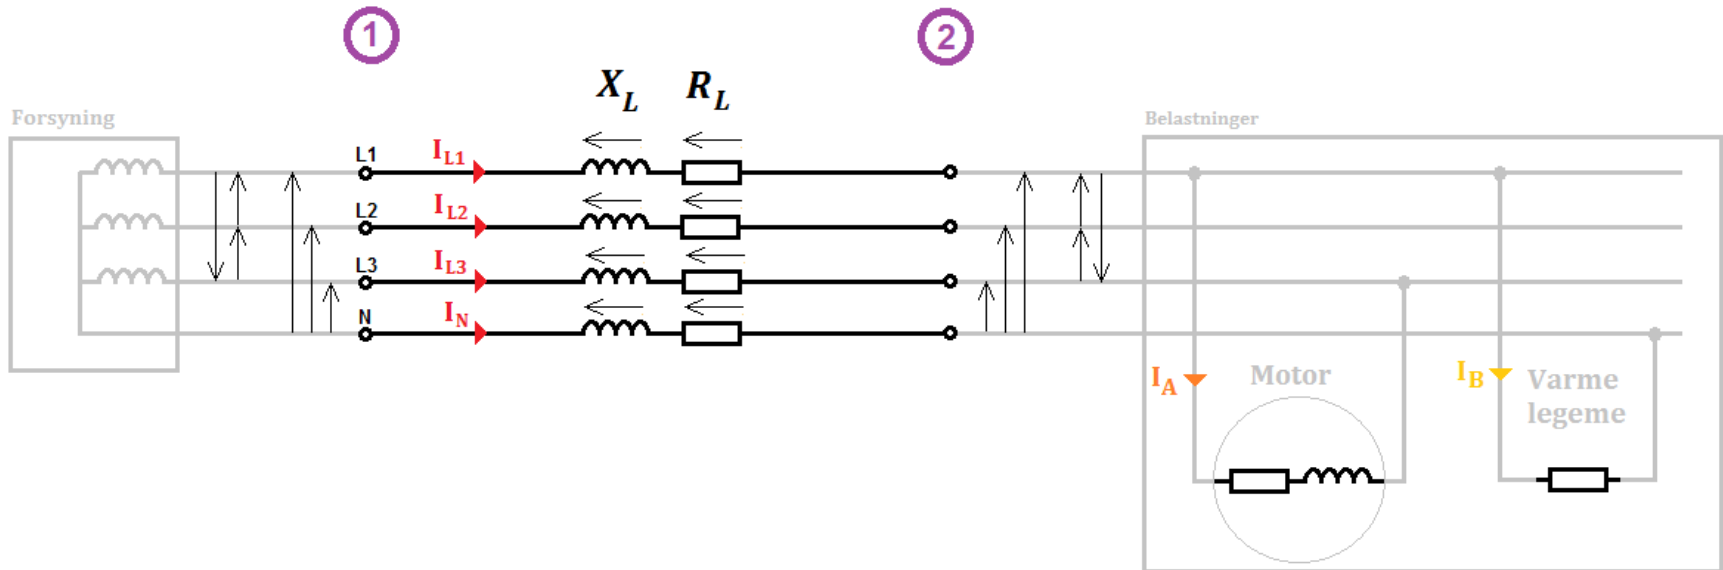 1
2
X_L
R_L
Forsyning
Belastninger
L1
I_L1
L2
I_L2
L3
I_L3
N
I_N
I_A
Motor
I_B
Varme
legeme